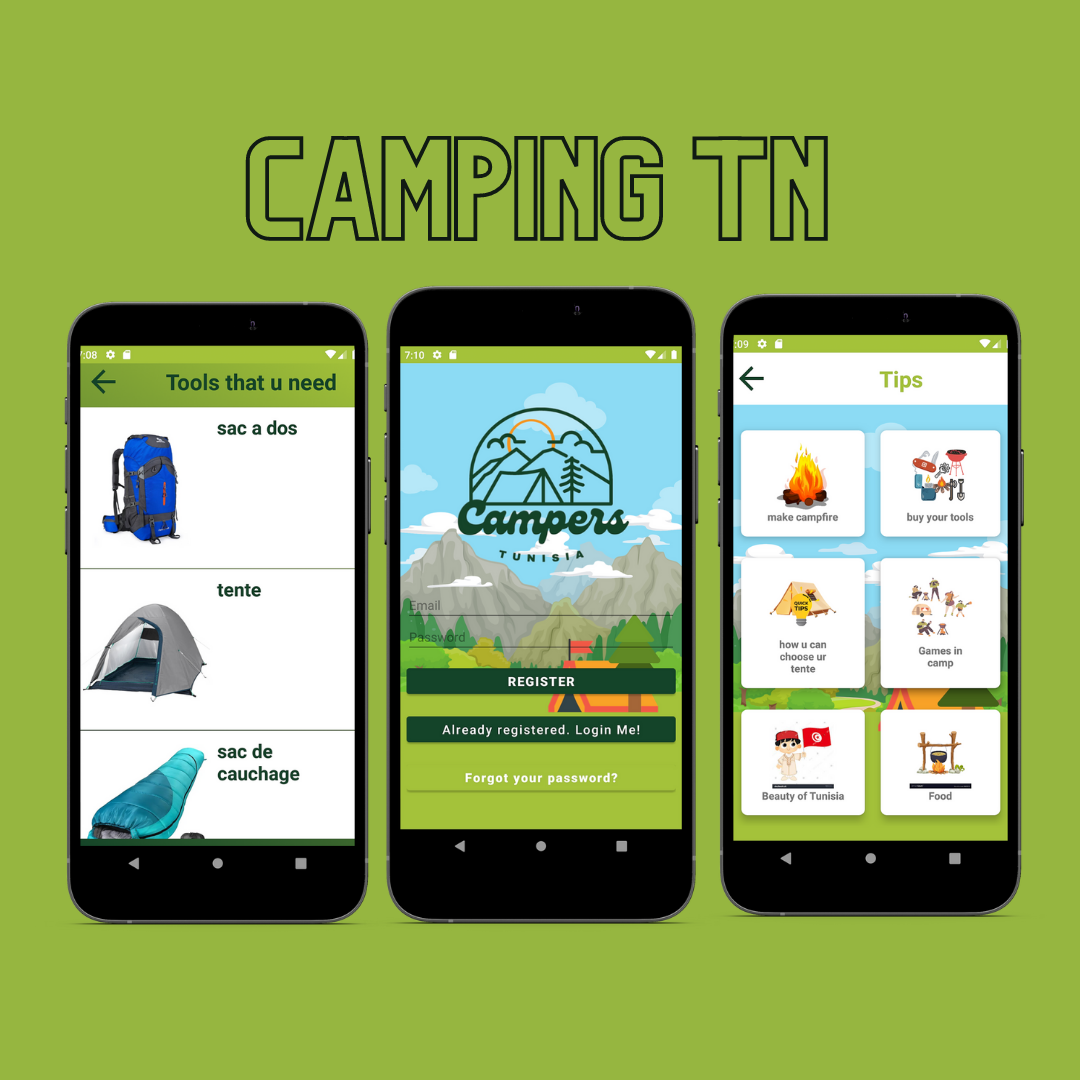 CAMPING TN
:08
Tools that u need
sac a dos
tente
sac de
cauchage
7:10
Campers
TUNISIA
Email
Password
REGISTER
Already registered. Login Me!
Forgot your password?
:09
Tips
make campfire
buy your tools
QUICK
TIPS
how u can
choose ur
tente
Games in
camp
Beauty of Tunisia
Food